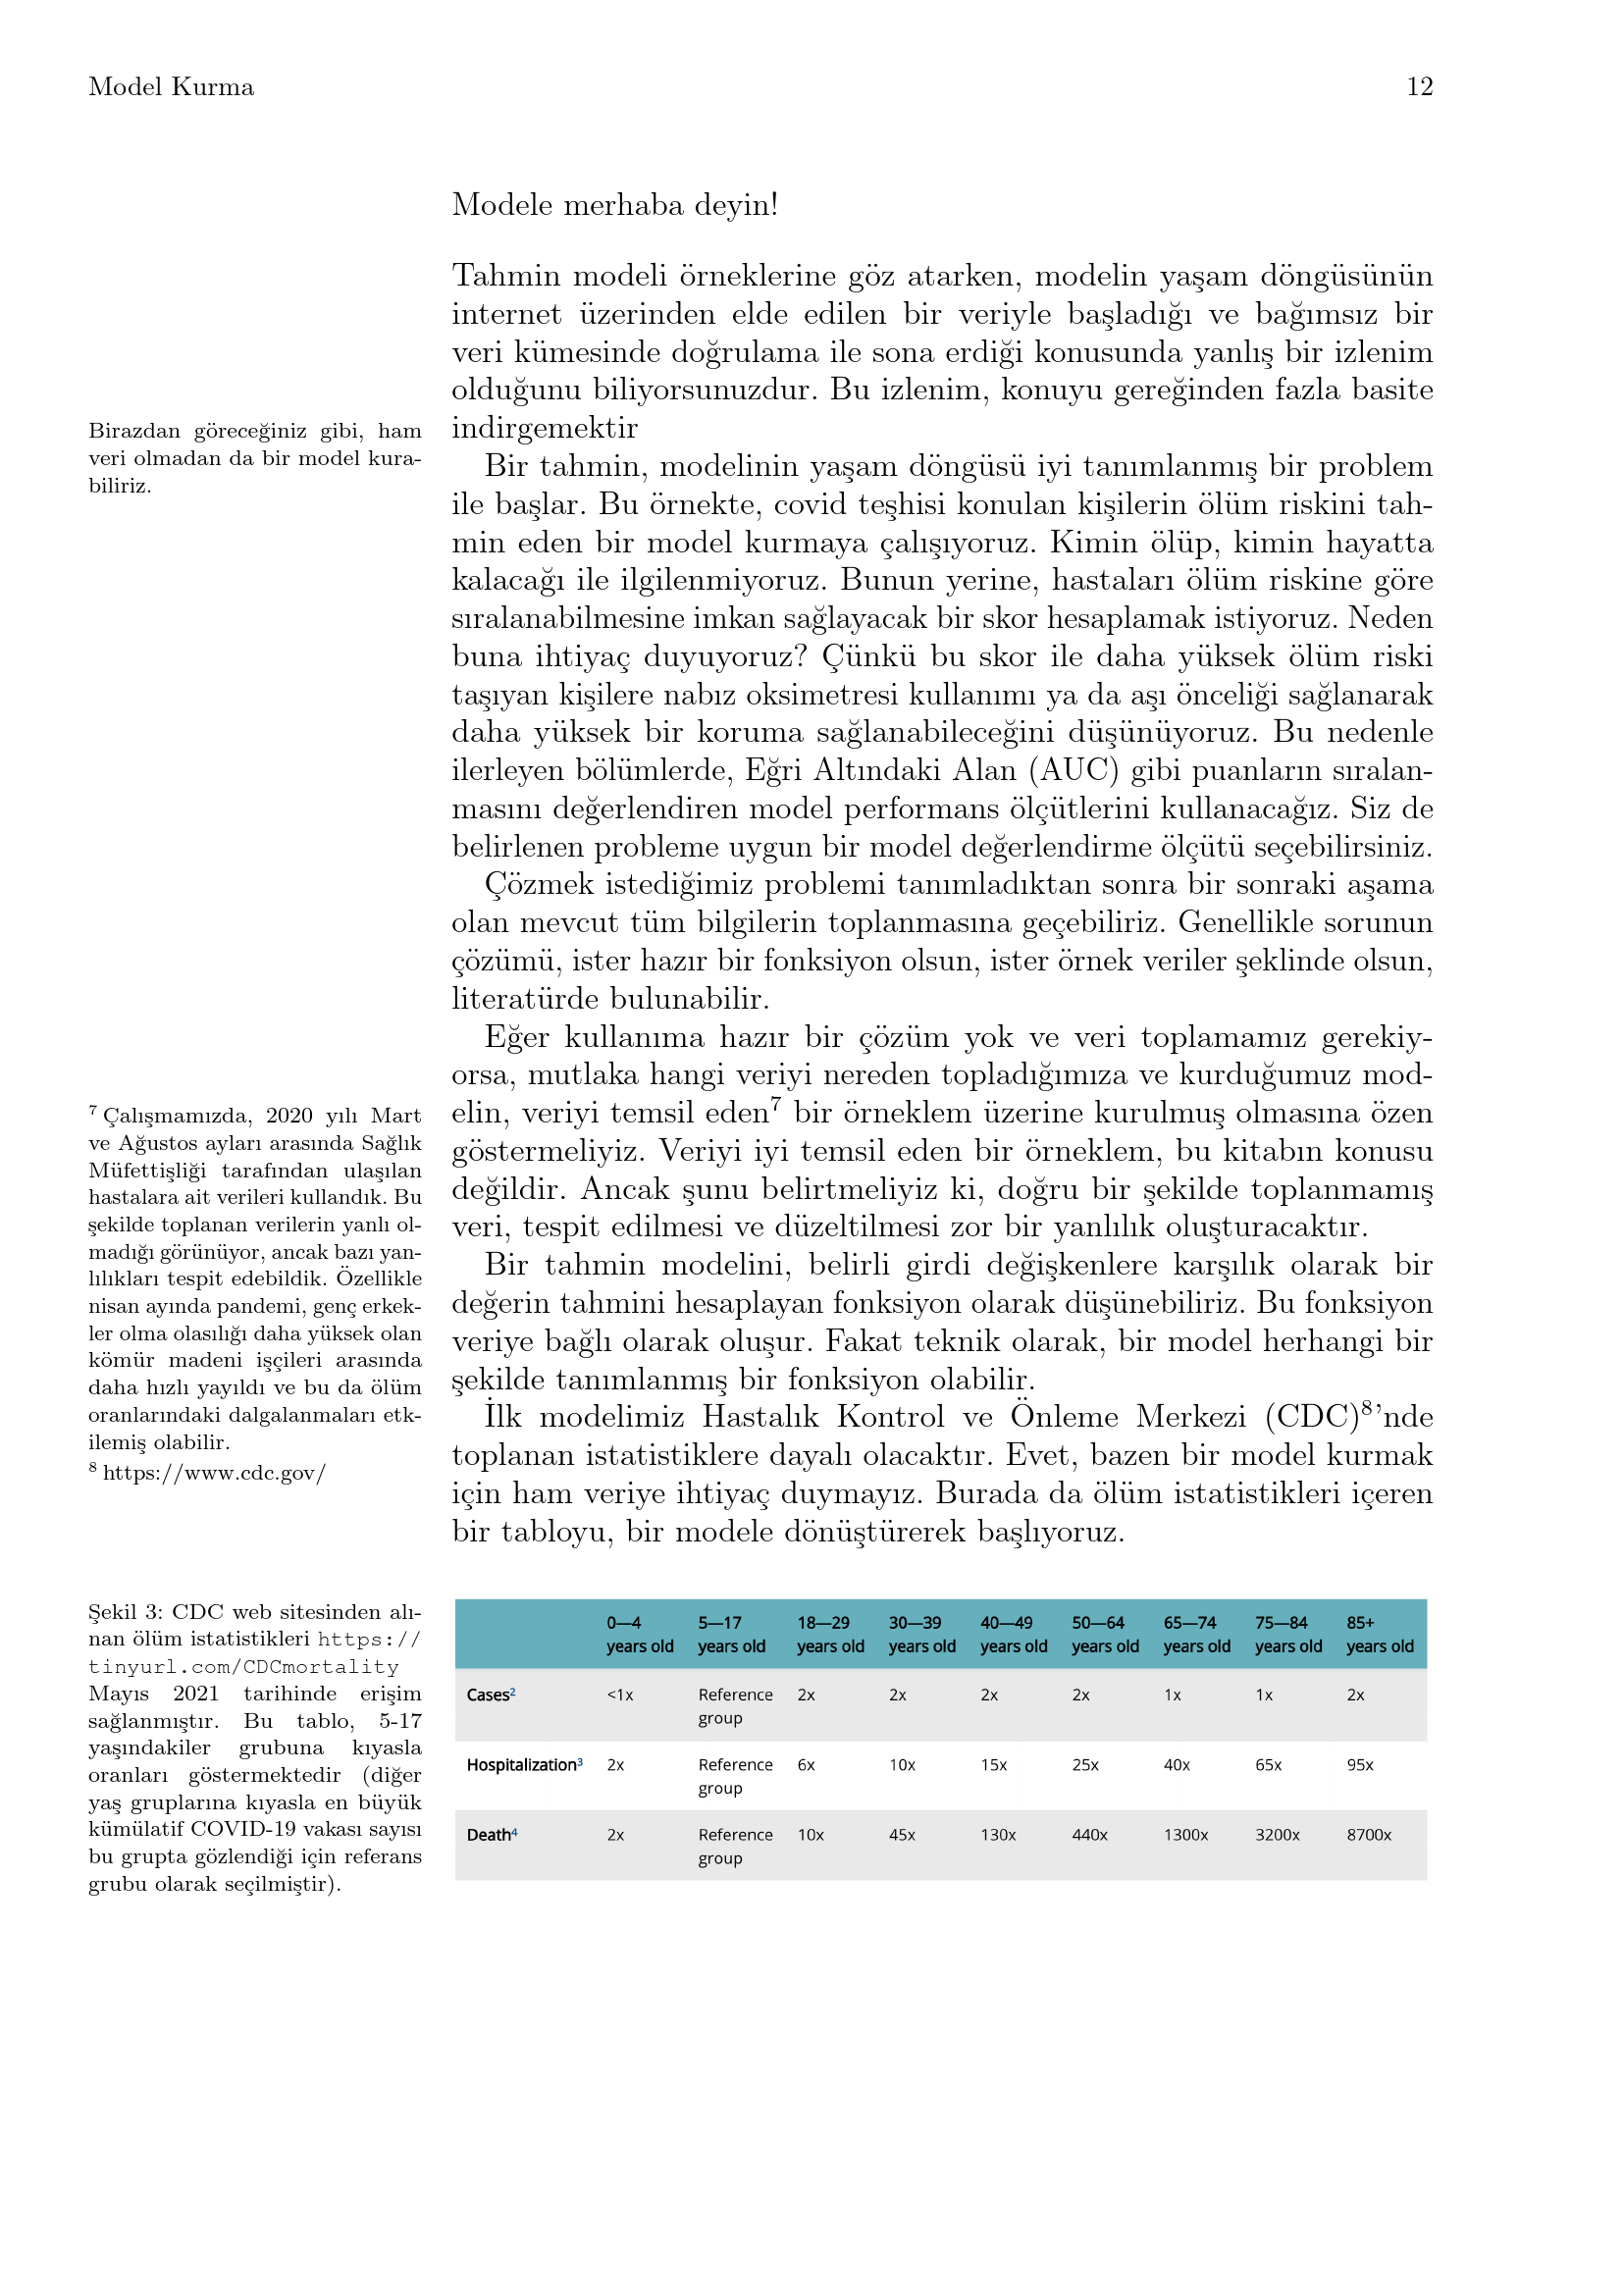 Model Kurma 12
Modele merhaba deyin!
Tahmin modeli örneklerine göz atarken, modelin yaşam döngüsünün
internet üzerinden elde edilen bir veriyle başladığı ve bağımsız bir
veri kümesinde doğrulama ile sona erdiği konusunda yanlış bir izlenim
olduğunu biliyorsunuzdur. Bu izlenim, konuyu gereğinden fazla basite
indirgemektir
Birazdan göreceğiniz gibi, ham
veri olmadan da bir model kura-
biliriz.
Bir tahmin, modelinin yaşam döngüsü iyi tanımlanmış bir problem
ile başlar. Bu örnekte, covid teşhisi konulan kişilerin ölüm riskini tah-
min eden bir model kurmaya çalışıyoruz. Kimin ölüp, kimin hayatta
kalacağı ile ilgilenmiyoruz. Bunun yerine, hastaları ölüm riskine göre
sıralanabilmesine imkan sağlayacak bir skor hesaplamak istiyoruz. Neden
buna ihtiyaç duyuyoruz? Çünkü bu skor ile daha yüksek ölüm riski
taşıyan kişilere nabız oksimetresi kullanımı ya da aşı önceliği sağlanarak
daha yüksek bir koruma sağlanabileceğini düşünüyoruz. Bu nedenle
ilerleyen bölümlerde, Eğri Altındaki Alan (AUC) gibi puanların sıralan-
masını değerlendiren model performans ölçütlerini kullanacağız. Siz de
belirlenen probleme uygun bir model değerlendirme ölçütü seçebilirsiniz.
Çözmek istediğimiz problemi tanımladıktan sonra bir sonraki aşama
olan mevcut tüm bilgilerin toplanmasına geçebiliriz. Genellikle sorunun
çözümü, ister hazır bir fonksiyon olsun, ister örnek veriler şeklinde olsun,
literatürde bulunabilir.
Eğer kullanıma hazır bir çözüm yok ve veri toplamamız gerekiy-
orsa, mutlaka hangi veriyi nereden topladığımıza ve kurduğumuz mod-
elin, veriyi temsil eden⁷ bir örneklem üzerine kurulmuş olmasına özen
göstermeliyiz. Veriyi iyi temsil eden bir örneklem, bu kitabın konusu
değildir. Ancak şunu belirtmeliyiz ki, doğru bir şekilde toplanmamış
veri, tespit edilmesi ve düzeltilmesi zor bir yanlılık oluşturacaktır.
Bir tahmin modelini, belirli girdi değişkenlere karşılık olarak bir
değerin tahmini hesaplayan fonksiyon olarak düşünebiliriz. Bu fonksiyon
veriye bağlı olarak oluşur. Fakat teknik olarak, bir model herhangi bir
şekilde tanımlanmış bir fonksiyon olabilir.
İlk modelimiz Hastalık Kontrol ve Önleme Merkezi (CDC)⁸'nde
toplanan istatistiklere dayalı olacaktır. Evet, bazen bir model kurmak
için ham veriye ihtiyaç duymayız. Burada da ölüm istatistikleri içeren
bir tabloyu, bir modele dönüştürerek başlıyoruz.
⁷ Çalışmamızda, 2020 yılı Mart
ve Ağustos ayları arasında Sağlık
Müfettişliği tarafından ulaşılan
hastalara ait verileri kullandık. Bu
şekilde toplanan verilerin yanlı ol-
madığı görünüyor, ancak bazı yan-
lılıkları tespit edebildik. Özellikle
nisan ayında pandemi, genç erkek-
ler olma olasılığı daha yüksek olan
kömür madeni işçileri arasında
daha hızlı yayıldı ve bu da ölüm
oranlarındaki dalgalanmaları etk-
ilemiş olabilir.
⁸ https://www.cdc.gov/
Şekil 3: CDC web sitesinden alı-
nan ölüm istatistikleri https://
tinyurl.com/CDCmortality
Mayıs 2021 tarihinde erişim
sağlanmıştır. Bu tablo, 5-17
yaşındakiler grubuna kıyasla
oranları göstermektedir (diğer
yaş gruplarına kıyasla en büyük
kümülatif COVID-19 vakası sayısı
bu grupta gözlendiği için referans
grubu olarak seçilmiştir).
0—4 5—17 18—29 30—39 40—49 50—64 65—74 75—84 85+
years old years old years old years old years old years old years old years old years old
Cases² <1x Reference 2x 2x 2x 2x 1x 1x 2x
group
Hospitalization³ 2x Reference 6x 10x 15x 25x 40x 65x 95x
group
Death⁴ 2x Reference 10x 45x 130x 440x 1300x 3200x 8700x
group